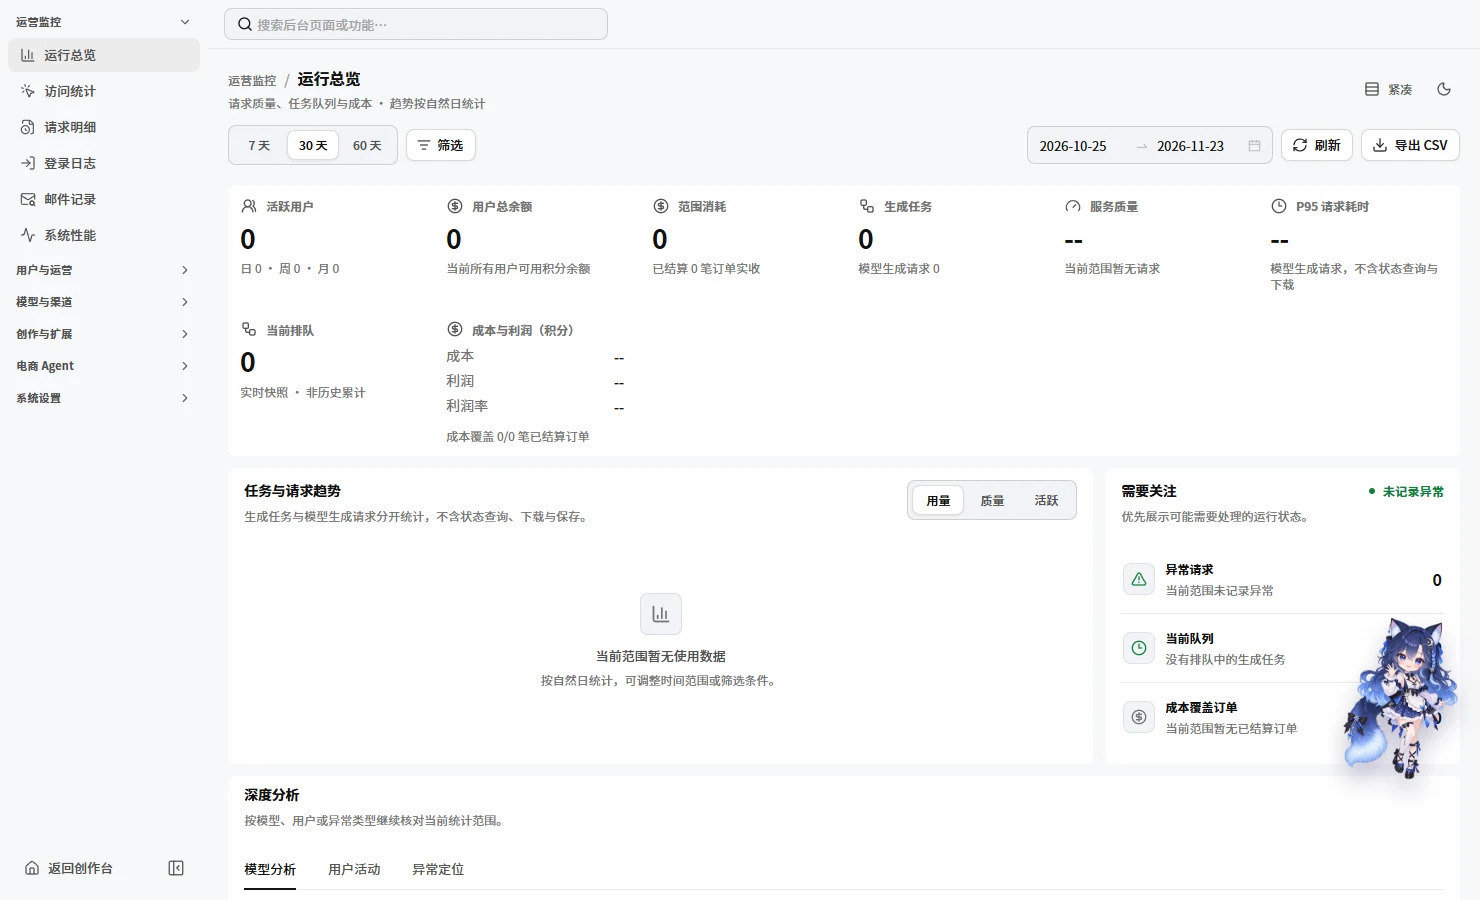 运营监控
运行总览
访问统计
请求明细
登录日志
邮件记录
系统性能
用户与运营
模型与渠道
创作与扩展
电商 Agent
系统设置
返回创作台
搜索后台页面或功能…
运营监控 / 运行总览
请求质量、任务队列与成本 · 趋势按自然日统计
紧凑
7 天 30 天 60 天 筛选
2026-10-25 → 2026-11-23 刷新 导出 CSV
活跃用户
0
日 0 · 周 0 · 月 0
用户总余额
0
当前所有用户可用积分余额
范围消耗
0
已结算 0 笔订单实收
生成任务
0
模型生成请求 0
服务质量
--
当前范围暂无请求
P95 请求耗时
--
模型生成请求，不含状态查询与
下载
当前排队
0
实时快照 · 非历史累计
成本与利润（积分）
成本 --
利润 --
利润率 --
成本覆盖 0/0 笔已结算订单
任务与请求趋势
生成任务与模型生成请求分开统计，不含状态查询、下载与保存。
用量 质量 活跃
当前范围暂无使用数据
按自然日统计，可调整时间范围或筛选条件。
需要关注 未记录异常
优先展示可能需要处理的运行状态。
异常请求
当前范围未记录异常
0
当前队列
没有排队中的生成任务
成本覆盖订单
当前范围暂无已结算订单
深度分析
按模型、用户或异常类型继续核对当前统计范围。
模型分析 用户活动 异常定位